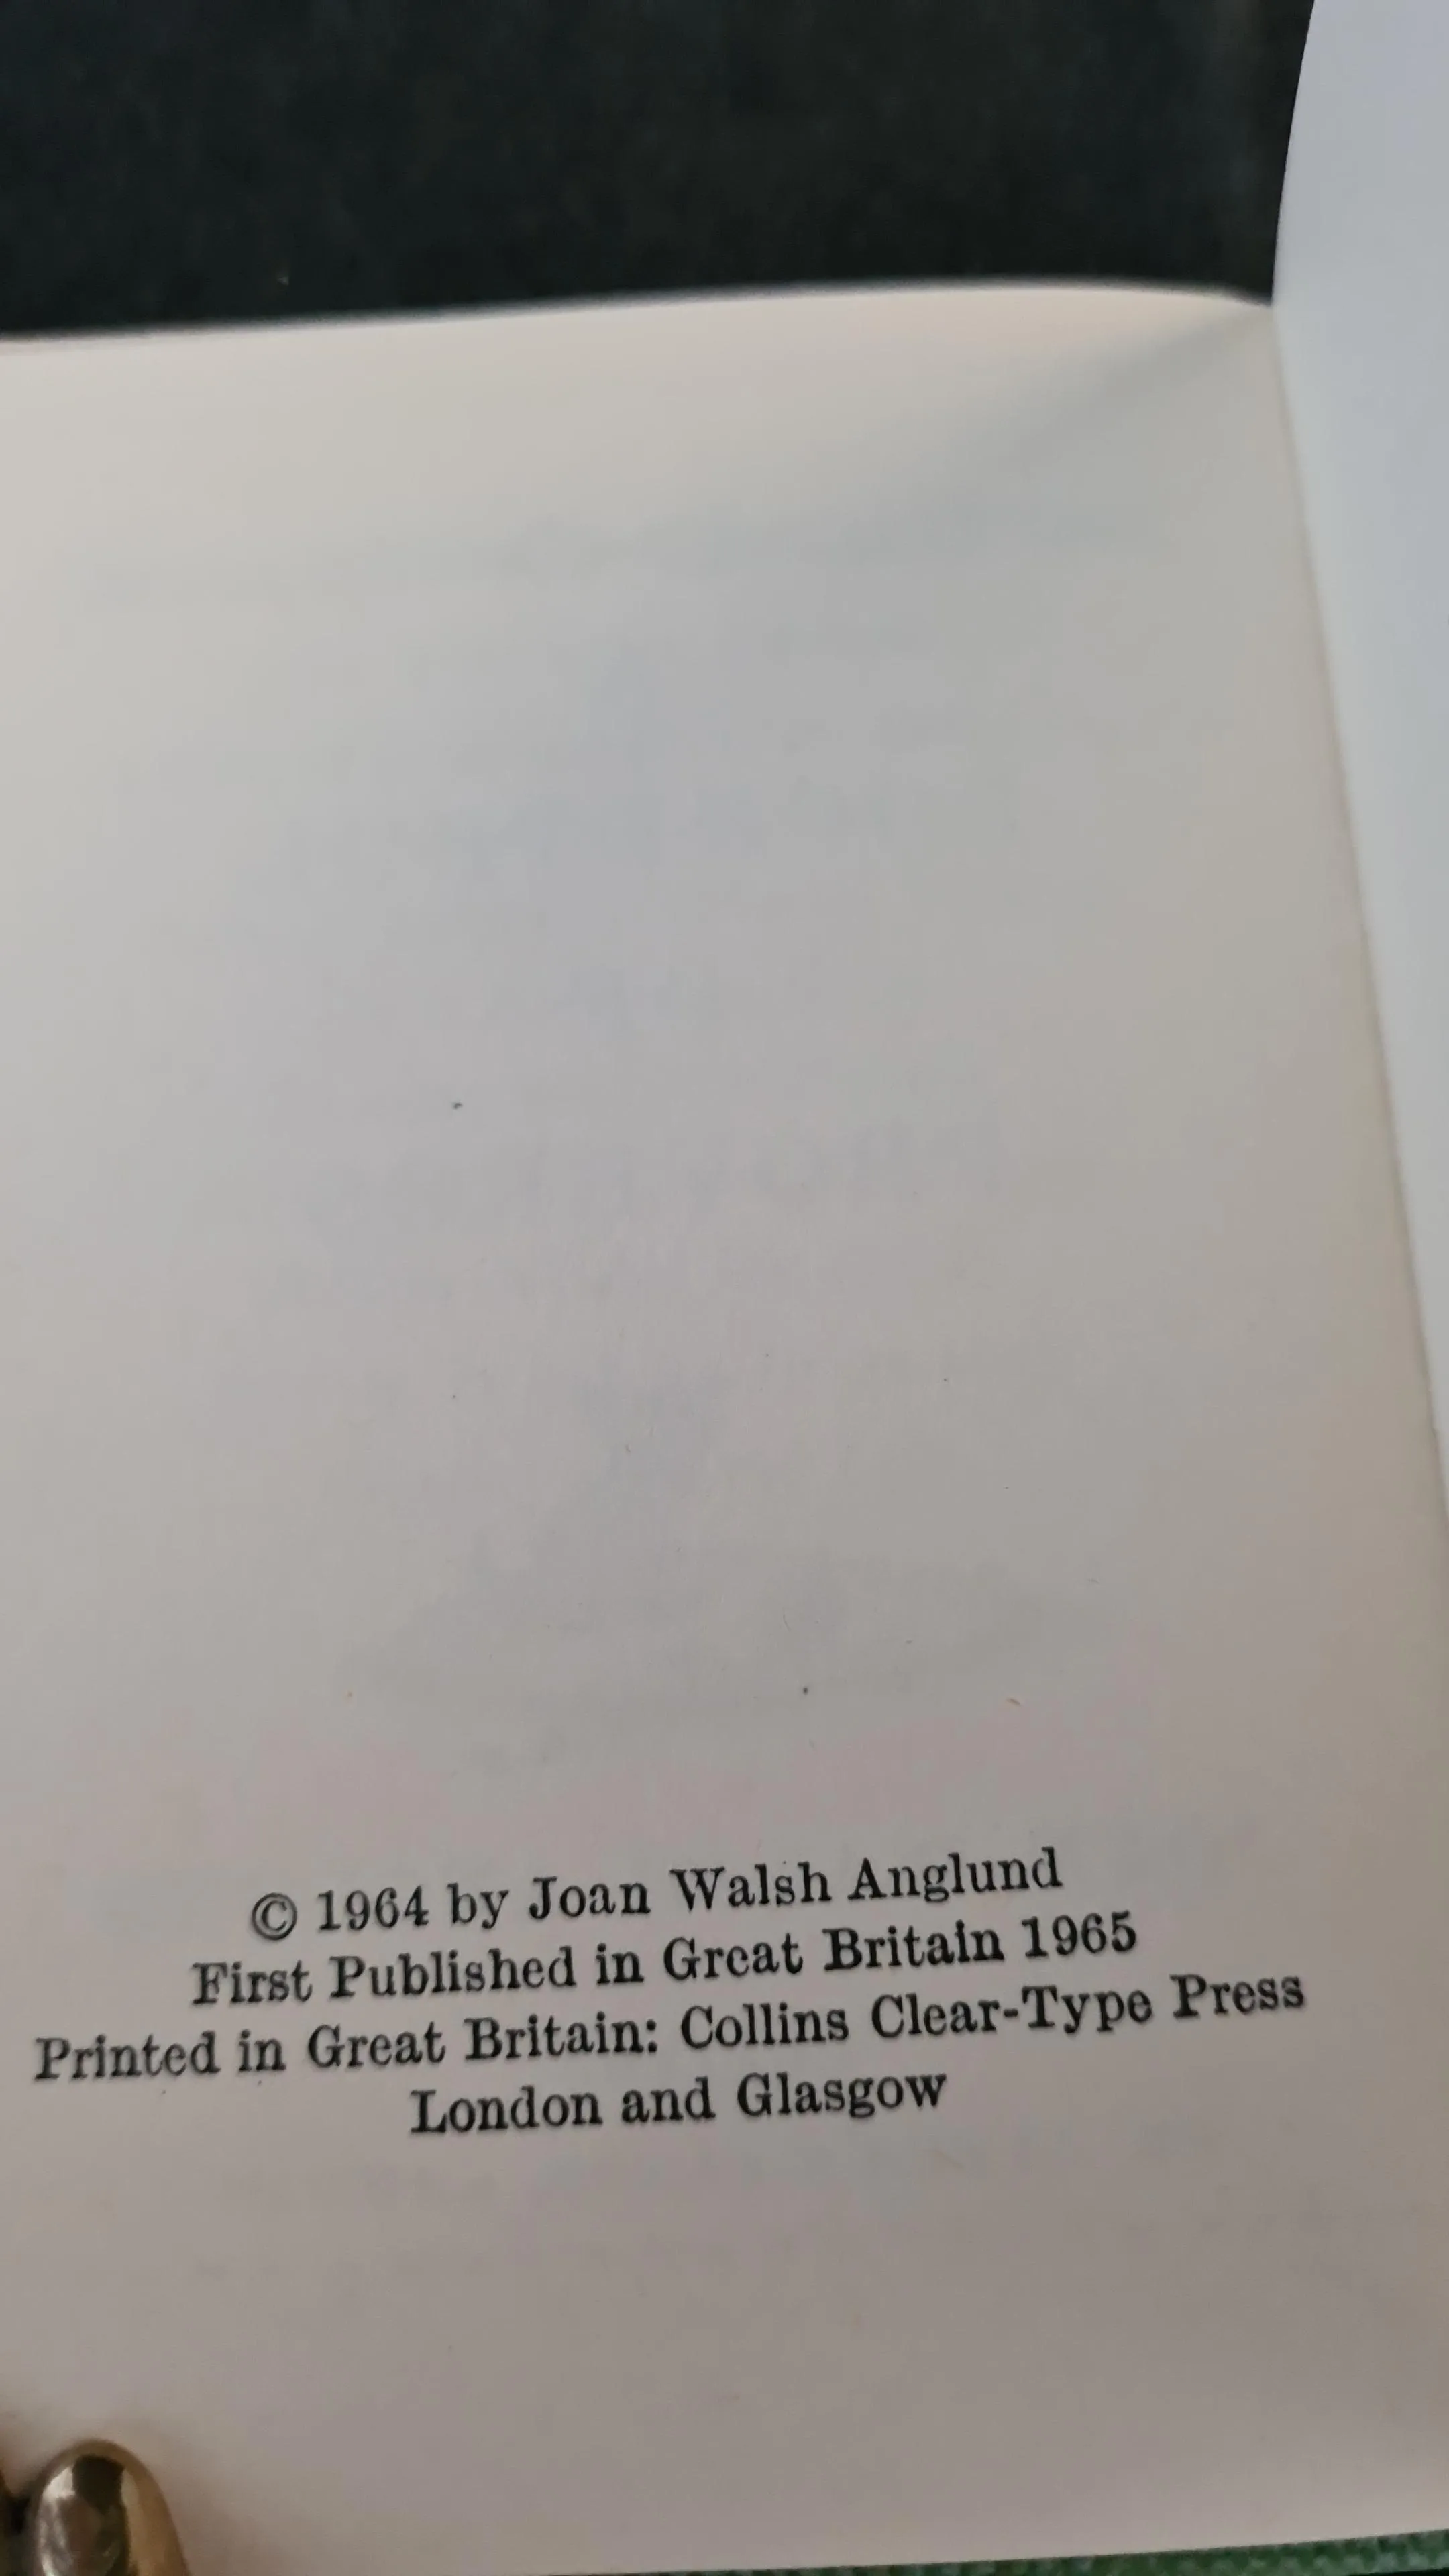 © 1964 by Joan Walsh Anglund
First Published in Great Britain 1965
Printed in Great Britain: Collins Clear-Type Press
London and Glasgow